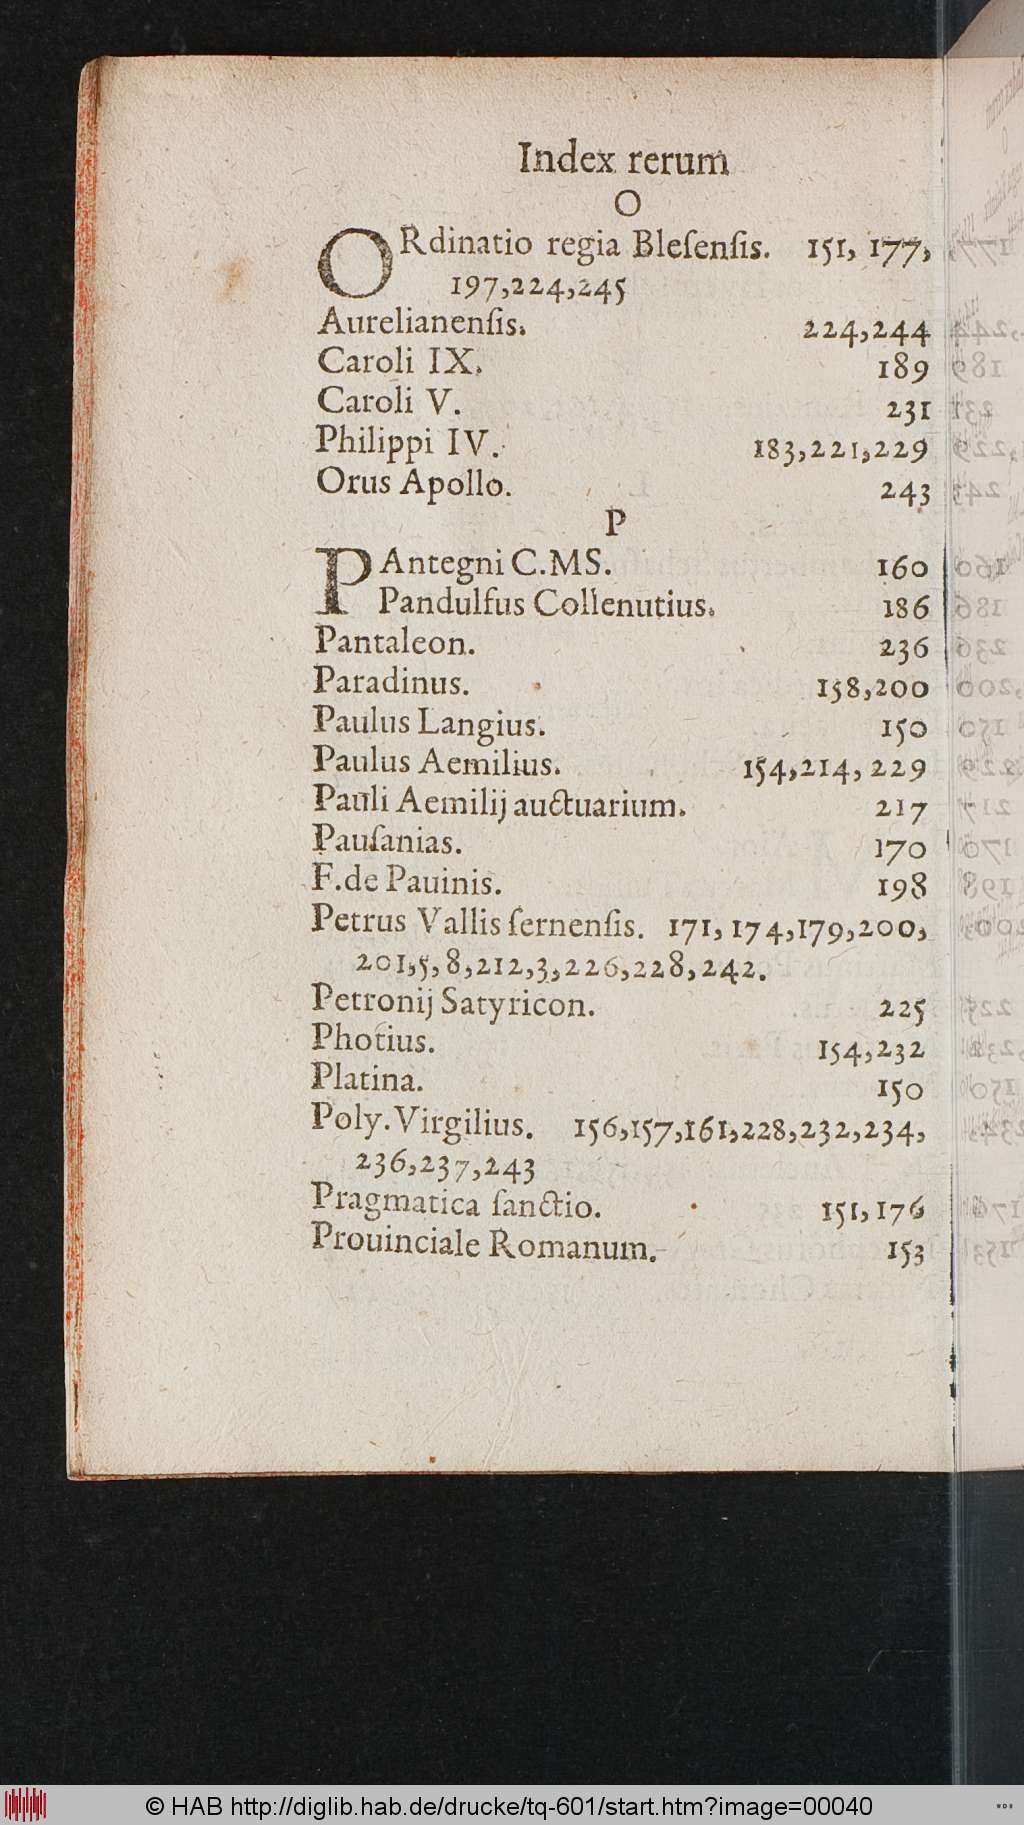 Index rerum
O
ORdinatio regia Bleſenſis. 151, 177,
197,224,245
Aurelianenſis. 224,244
Caroli IX. 189
Caroli V. 231
Philippi IV. 183,221,229
Orus Apollo. 243
P
PAntegni C.MS. 160
Pandulfus Collenutius. 186
Pantaleon. 236
Paradinus. 158,200
Paulus Langius. 150
Paulus Aemilius. 154,214, 229
Pauli Aemilij auctuarium. 217
Pauſanias. 170
F.de Pauinis. 198
Petrus Vallis ſernenſis. 171, 174,179,200,
201,5,8,212,3,226,228,242.
Petronij Satyricon. 225
Photius. 154,232
Platina. 150
Poly.Virgilius. 156,157,161,228,232,234,
236,237,243
Pragmatica ſanctio. 151,176
Prouinciale Romanum. 153
© HAB http://diglib.hab.de/drucke/tq-601/start.htm?image=00040